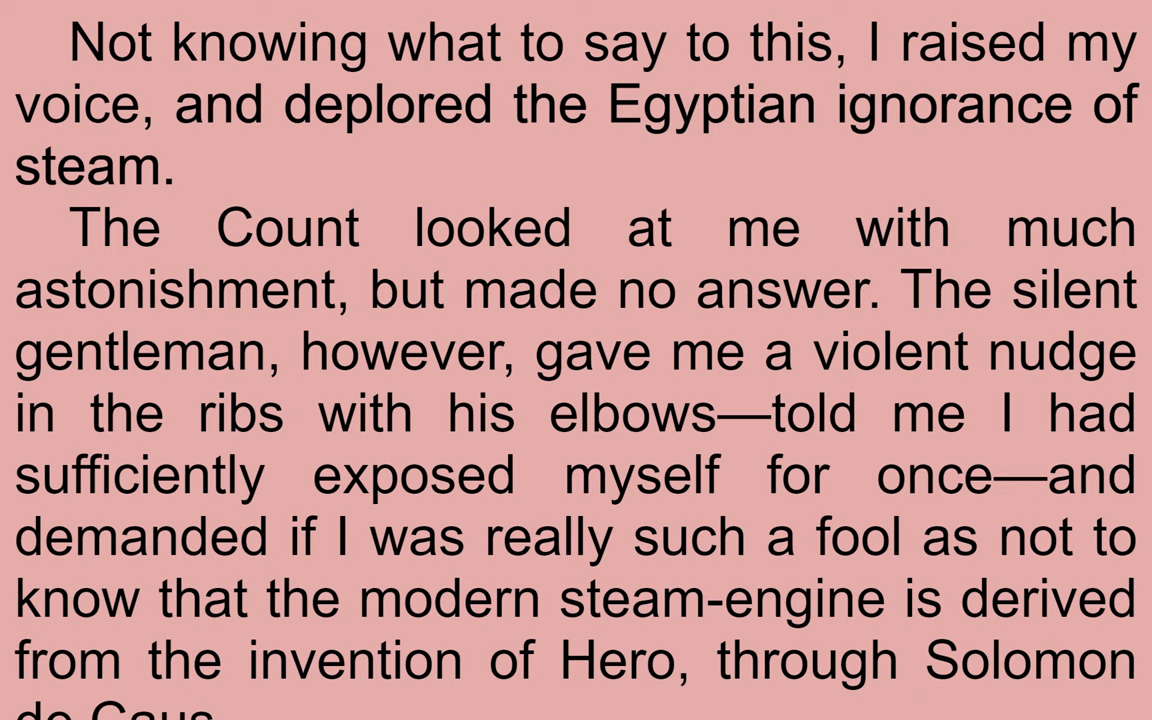 Not knowing what to say to this, I raised my
voice, and deplored the Egyptian ignorance of
steam.
The Count looked at me with much
astonishment, but made no answer. The silent
gentleman, however, gave me a violent nudge
in the ribs with his elbows—told me I had
sufficiently exposed myself for once—and
demanded if I was really such a fool as not to
know that the modern steam-engine is derived
from the invention of Hero, through Solomon
de Caus.